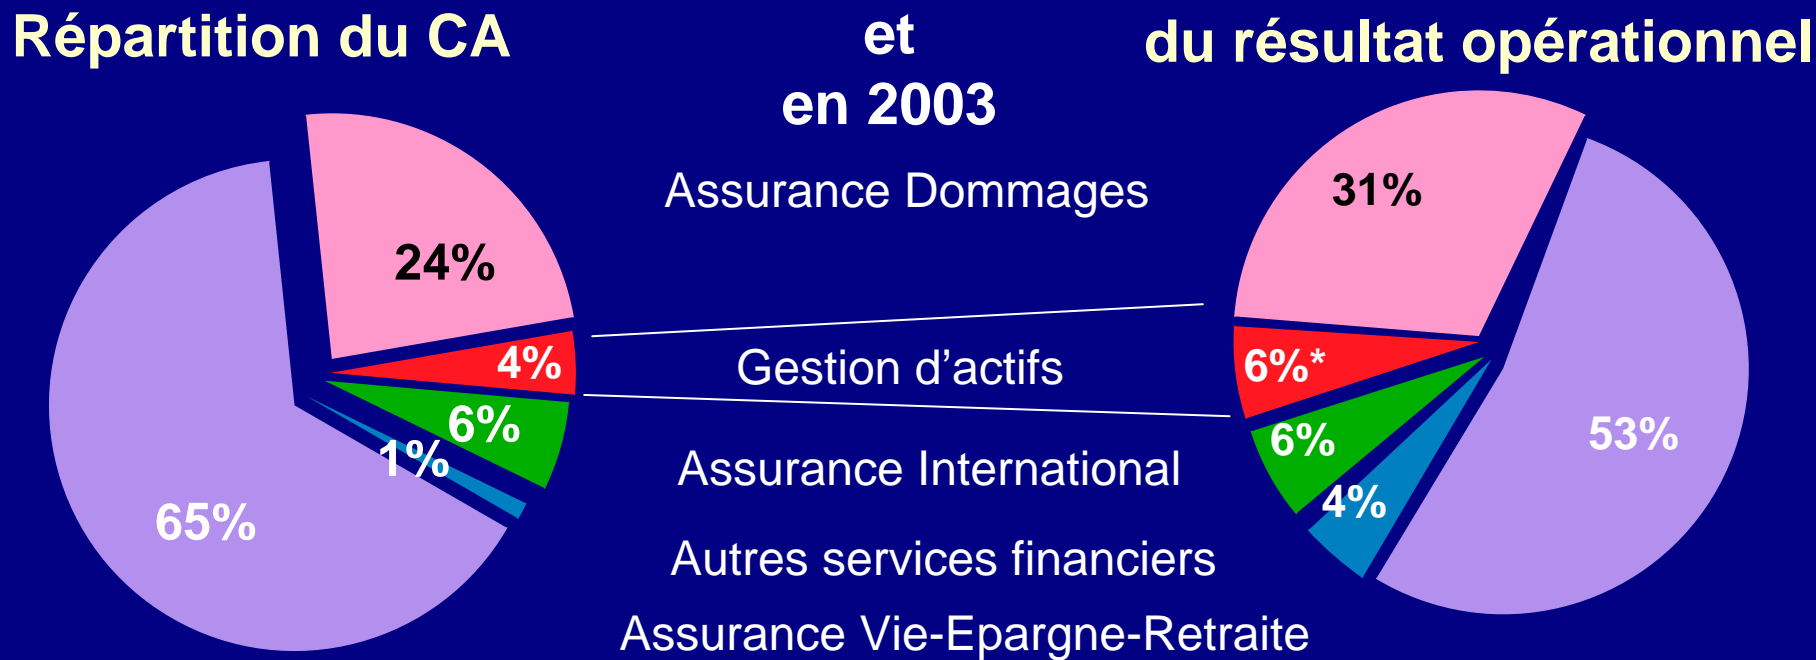 Répartition du CA
et
du résultat opérationnel
en 2003
Assurance Dommages
31%
24%
4%
Gestion d’actifs
6%*
6%
1%
6%
53%
Assurance International
4%
65%
Autres services financiers
Assurance Vie-Epargne-Retraite